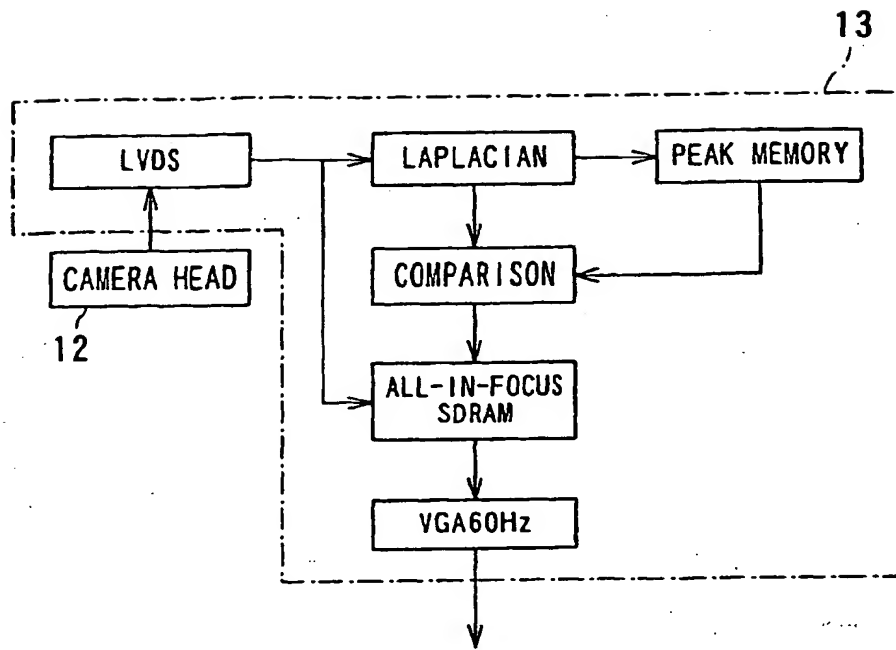 13
LVDS
LAPLACIAN
PEAK MEMORY
CAMERA HEAD
COMPARISON
12
ALL-IN-FOCUS
SDRAM
VGA60Hz